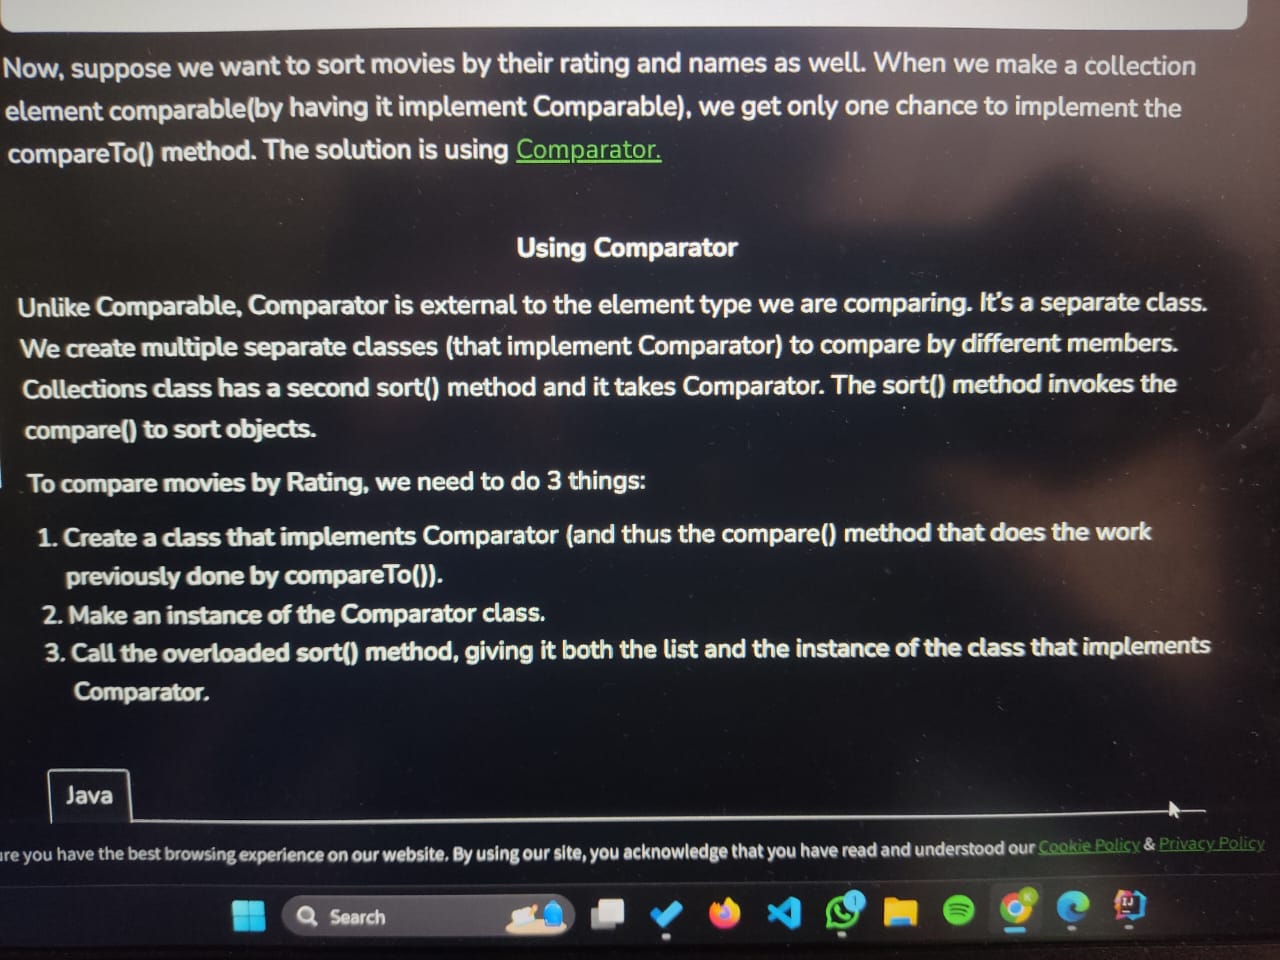 Now, suppose we want to sort movies by their rating and names as well. When we make a collection
element comparable(by having it implement Comparable), we get only one chance to implement the
compareTo() method. The solution is using Comparator.
Using Comparator
Unlike Comparable, Comparator is external to the element type we are comparing. It's a separate class.
We create multiple separate classes (that implement Comparator) to compare by different members.
Collections class has a second sort() method and it takes Comparator. The sort() method invokes the
compare() to sort objects.
To compare movies by Rating, we need to do 3 things:
1. Create a class that implements Comparator (and thus the compare() method that does the work
previously done by compareTo()).
2. Make an instance of the Comparator class.
3. Call the overloaded sort() method, giving it both the list and the instance of the class that implements
Comparator.
Java
you have the best browsing experience on our website. By using our site, you acknowledge that you have read and understood our Cookie Policy & Privacy Policy
Search